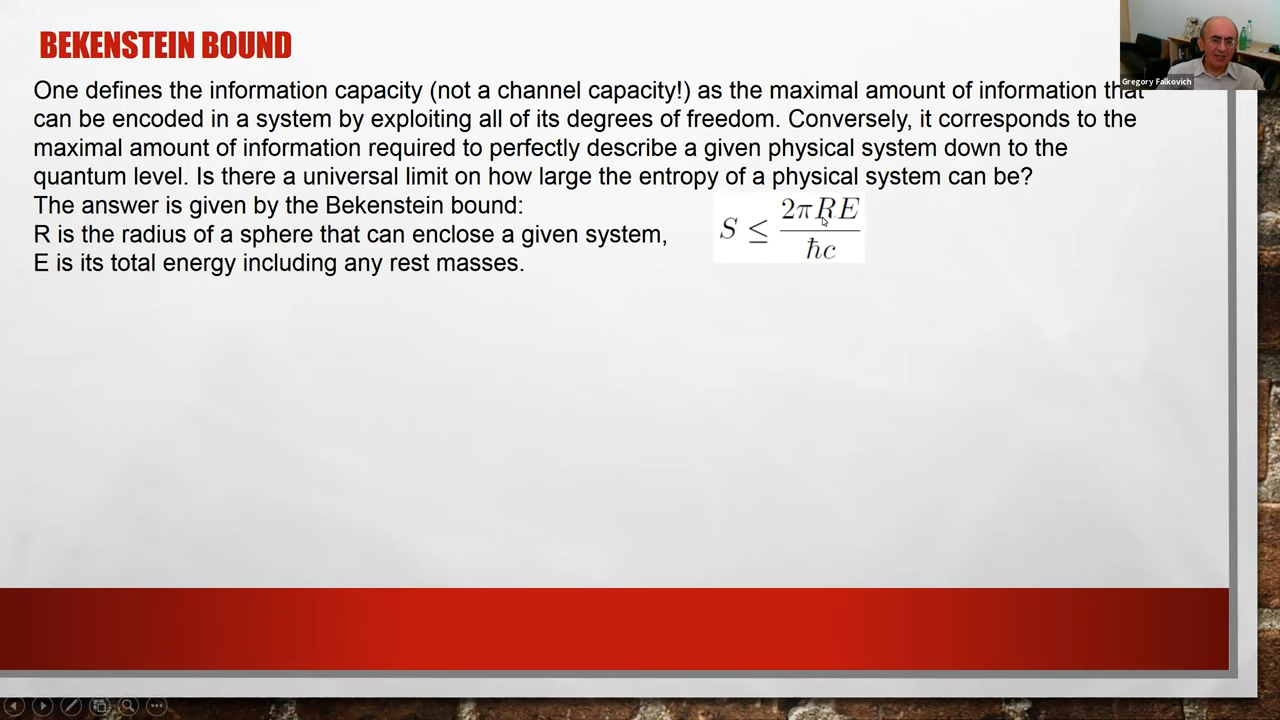 BEKENSTEIN BOUND
Gregory Falkovich
One defines the information capacity (not a channel capacity!) as the maximal amount of information that
can be encoded in a system by exploiting all of its degrees of freedom. Conversely, it corresponds to the
maximal amount of information required to perfectly describe a given physical system down to the
quantum level. Is there a universal limit on how large the entropy of a physical system can be?
The answer is given by the Bekenstein bound:
R is the radius of a sphere that can enclose a given system,
E is its total energy including any rest masses.
S ≤ 2πRE / ħc